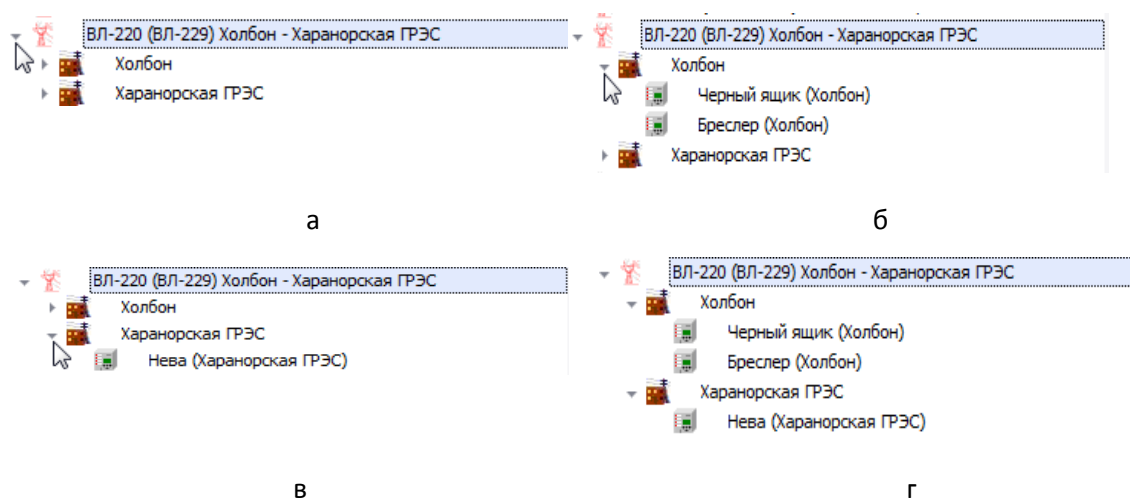 ВЛ-220 (ВЛ-229) Холбон - Харанорская ГРЭС
Холбон
Харанорская ГРЭС
а
ВЛ-220 (ВЛ-229) Холбон - Харанорская ГРЭС
Холбон
Черный ящик (Холбон)
Бреслер (Холбон)
Харанорская ГРЭС
б
ВЛ-220 (ВЛ-229) Холбон - Харанорская ГРЭС
Холбон
Харанорская ГРЭС
Нева (Харанорская ГРЭС)
в
ВЛ-220 (ВЛ-229) Холбон - Харанорская ГРЭС
Холбон
Черный ящик (Холбон)
Бреслер (Холбон)
Харанорская ГРЭС
Нева (Харанорская ГРЭС)
г